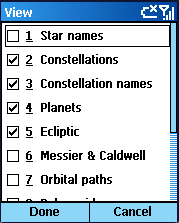 View
1 Star names
2 Constellations
3 Constellation names
4 Planets
5 Ecliptic
6 Messier & Caldwell
7 Orbital paths
Done Cancel